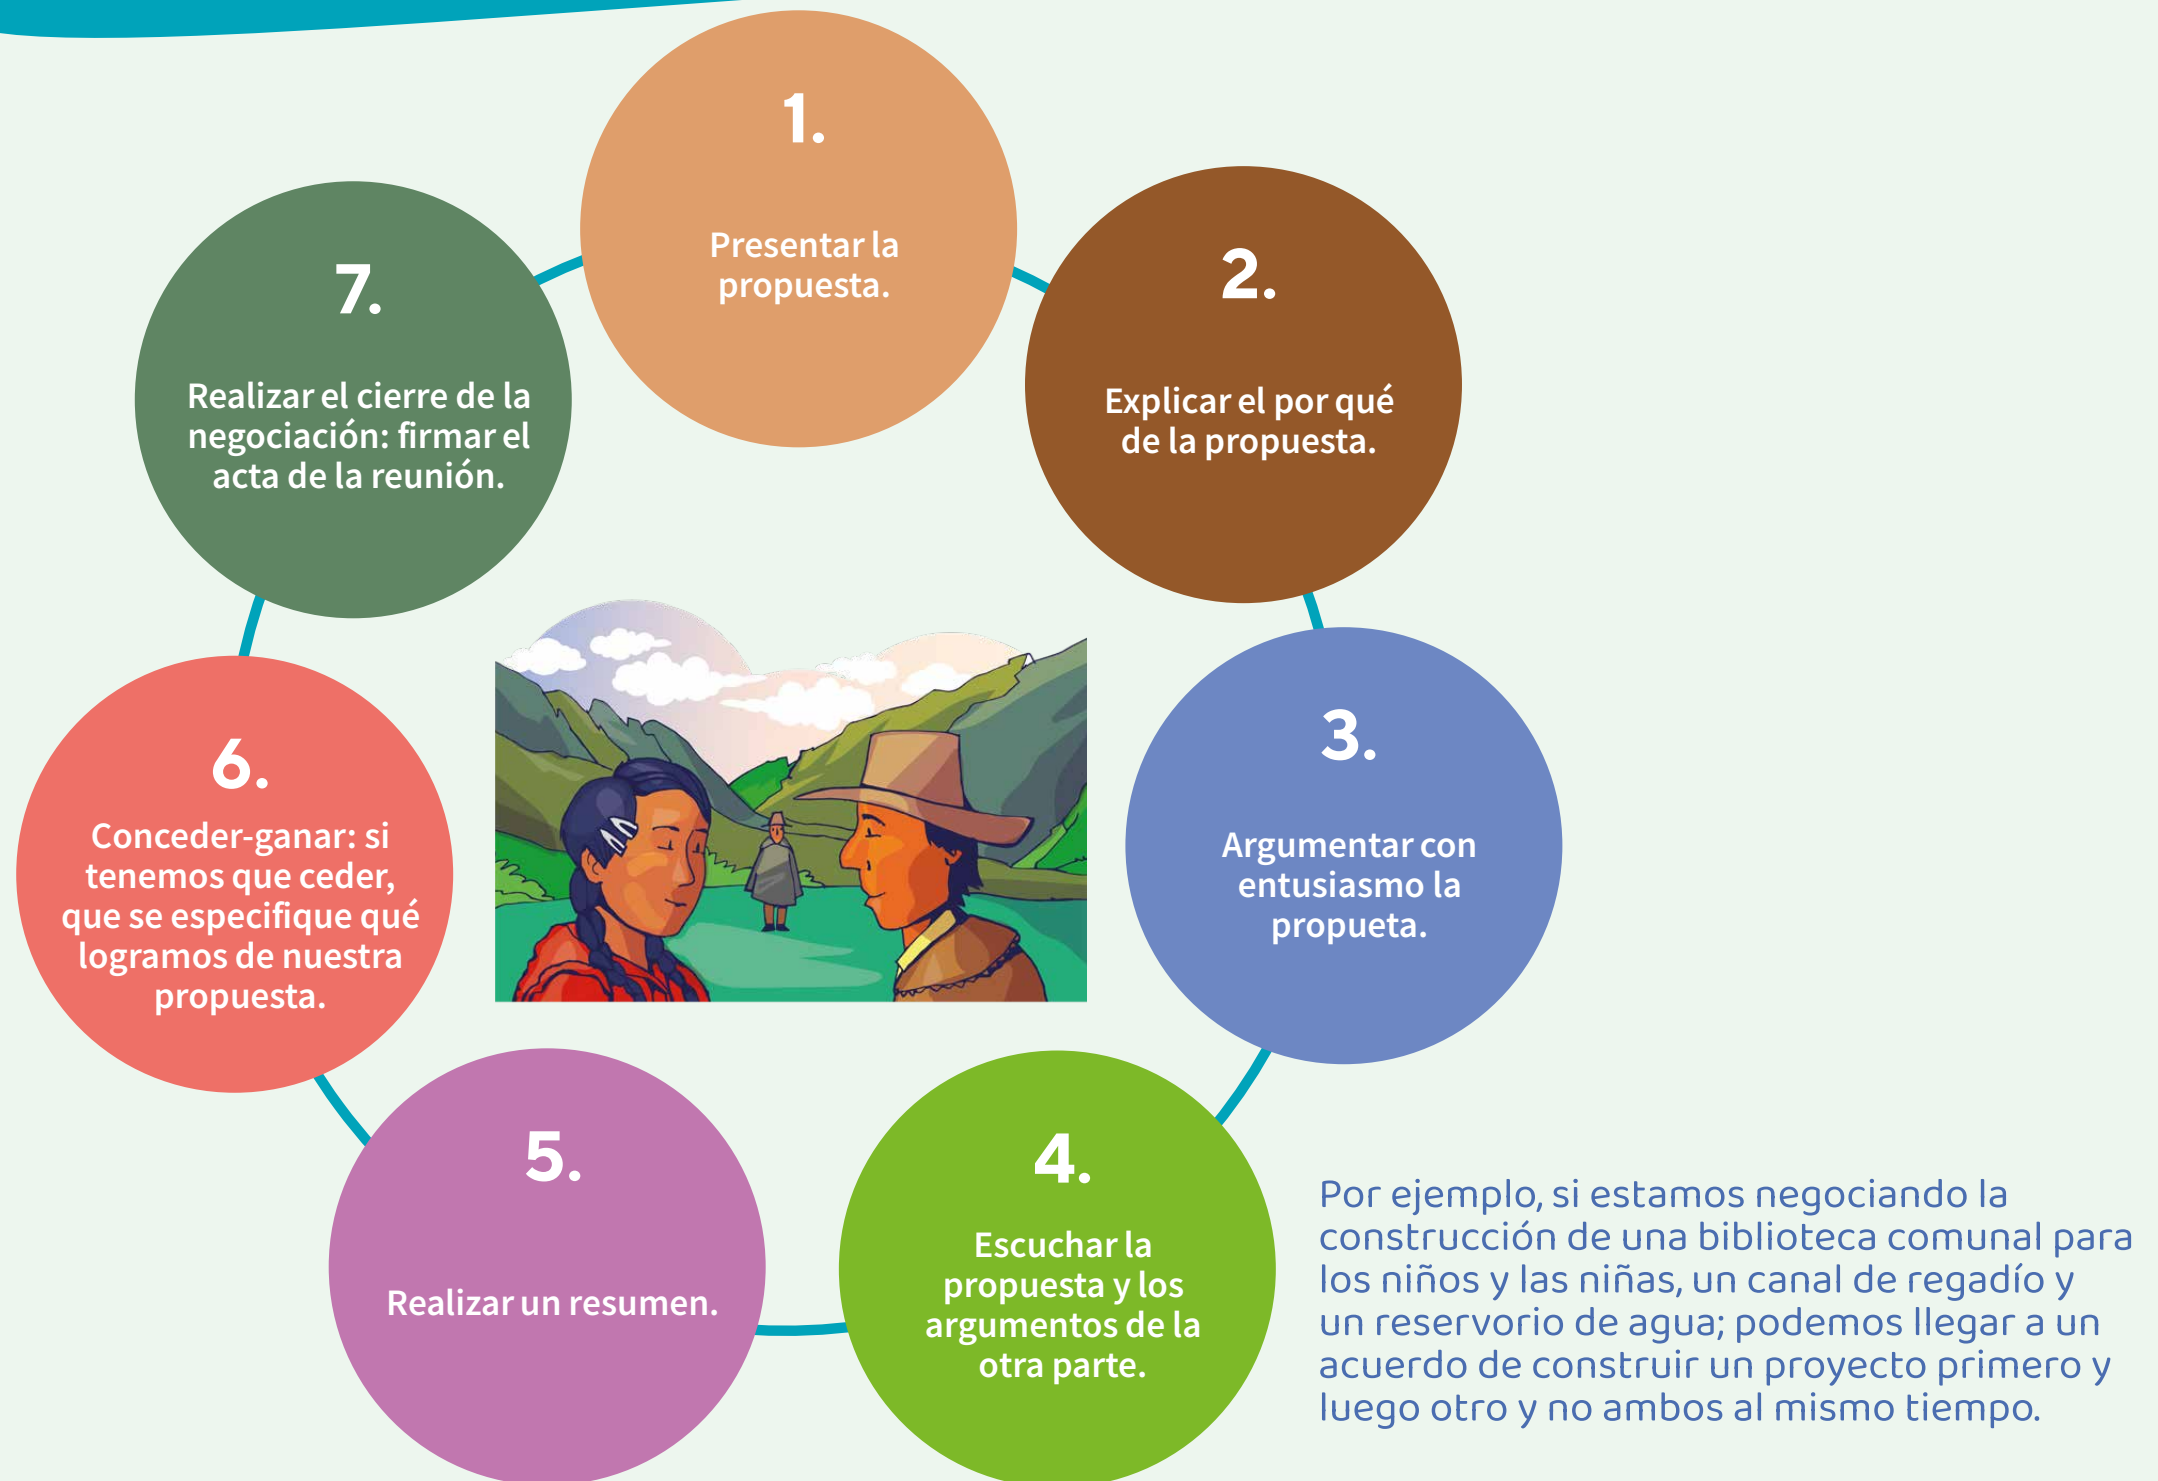 1.
Presentar la
propuesta.
2.
Explicar el por qué
de la propuesta.
3.
Argumentar con
entusiasmo la
propueta.
4.
Escuchar la
propuesta y los
argumentos de la
otra parte.
5.
Realizar un resumen.
6.
Conceder-ganar: si
tenemos que ceder,
que se especifique qué
logramos de nuestra
propuesta.
7.
Realizar el cierre de la
negociación: firmar el
acta de la reunión.
Por ejemplo, si estamos negociando la
construcción de una biblioteca comunal para
los niños y las niñas, un canal de regadío y
un reservorio de agua; podemos llegar a un
acuerdo de construir un proyecto primero y
luego otro y no ambos al mismo tiempo.